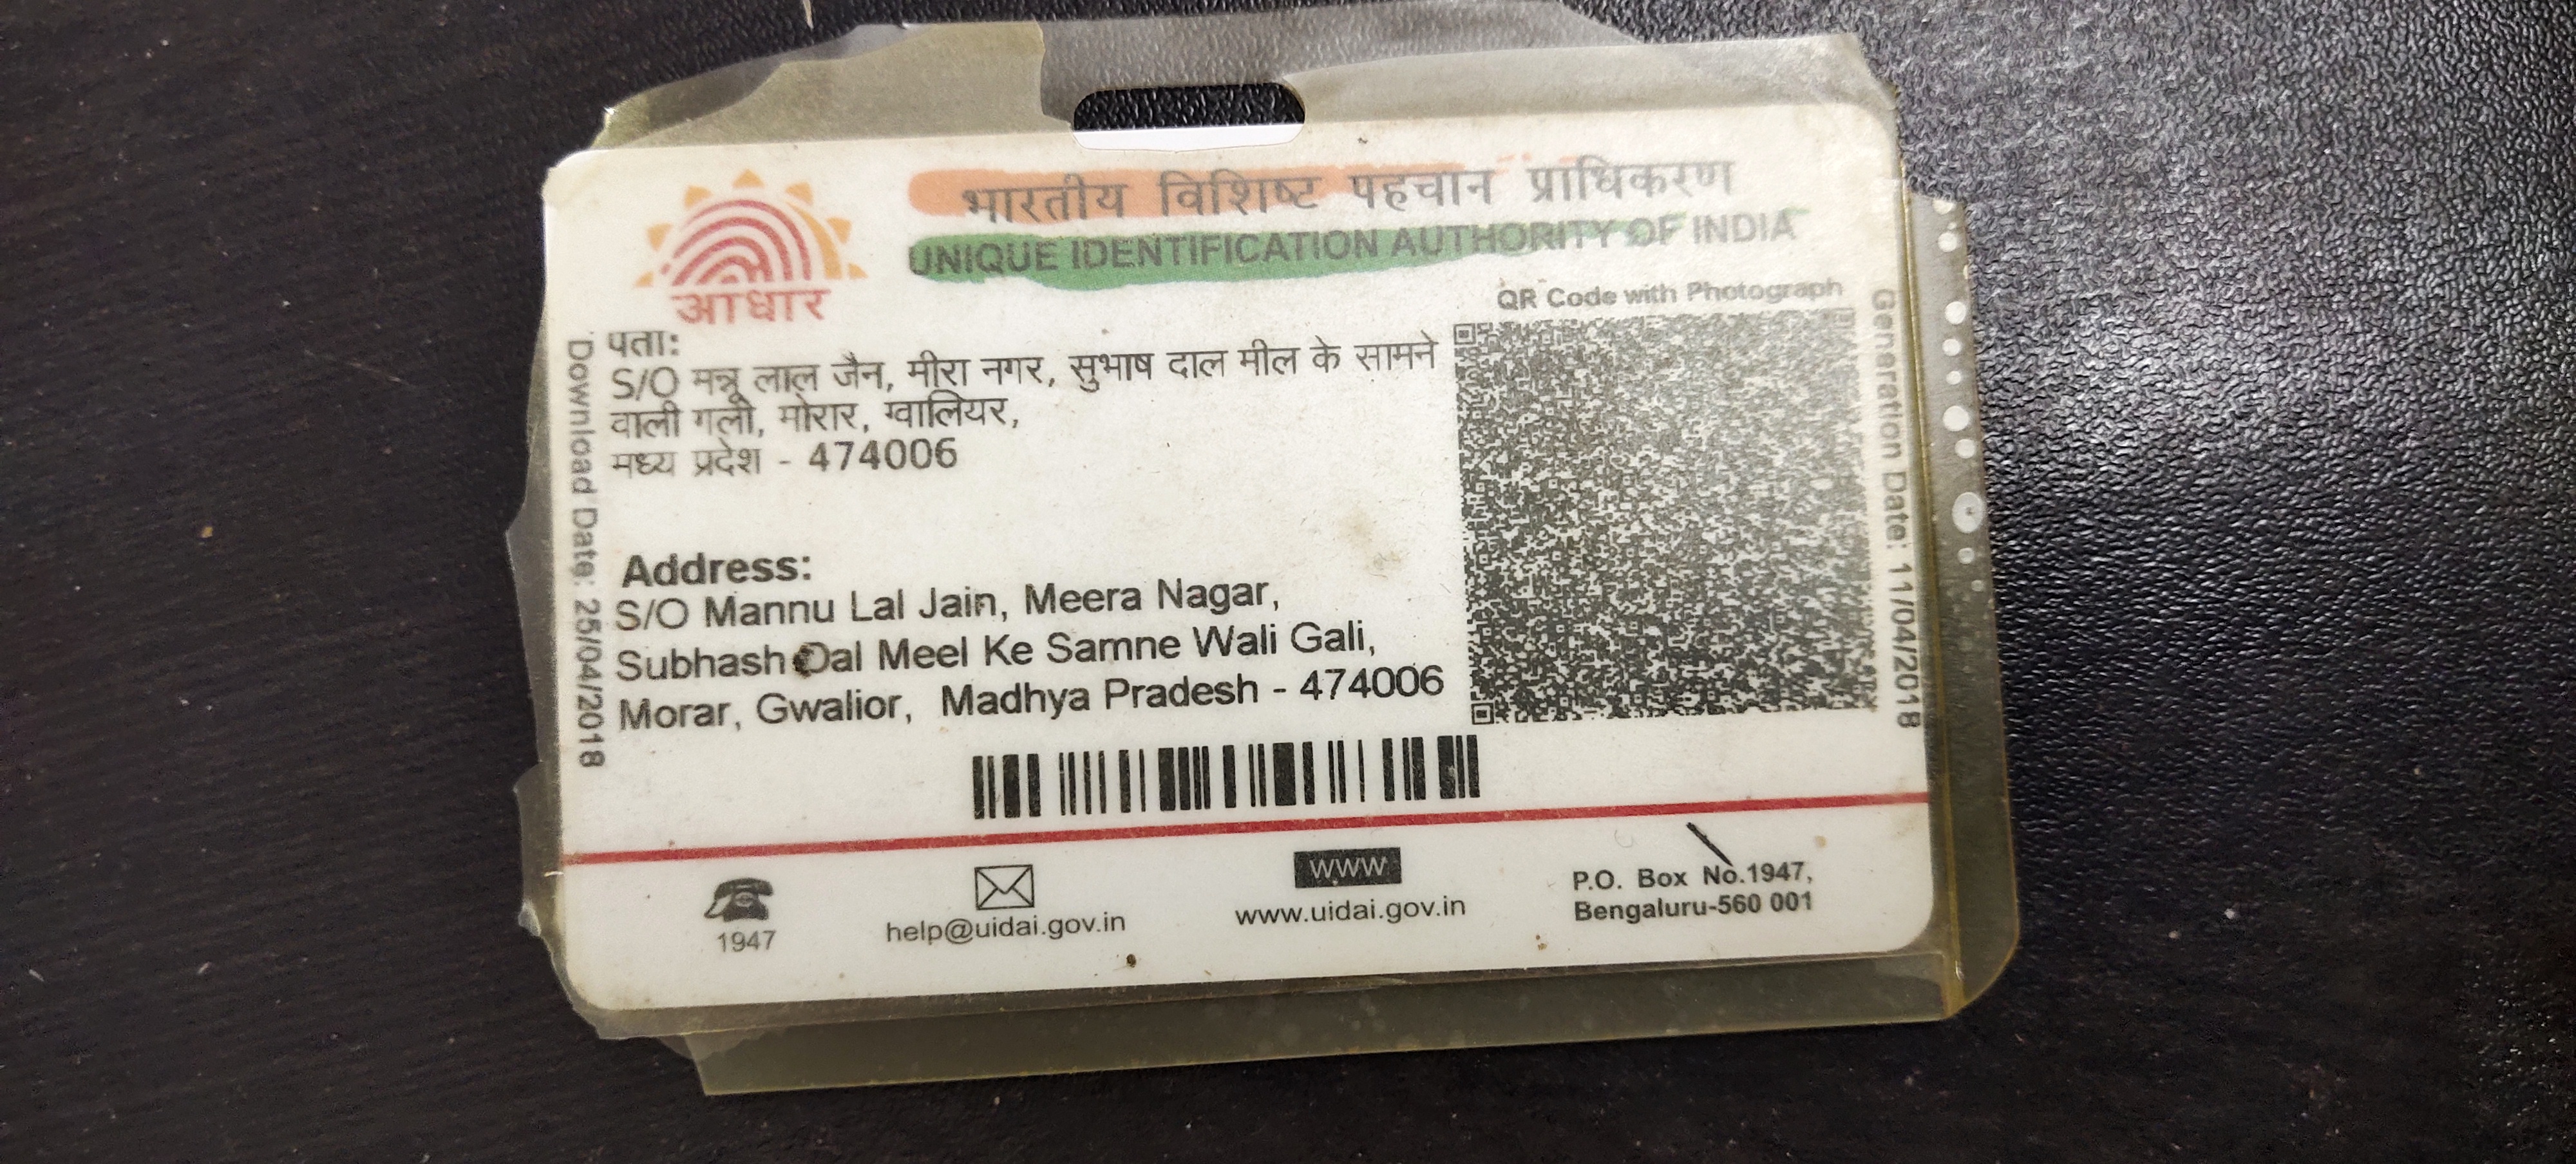 भारतीय विशिष्ट पहचान प्राधिकरण
UNIQUE IDENTIFICATION AUTHORITY OF INDIA
आधार
QR Code with Photograph
पता:
S/O मन्नू लाल जैन, मीरा नगर, सुभाष दाल मील के सामने
वाली गली, मोरार, ग्वालियर,
मध्य प्रदेश - 474006
Address:
S/O Mannu Lal Jain, Meera Nagar,
Subhash Dal Meel Ke Samne Wali Gali,
Morar, Gwalior, Madhya Pradesh - 474006
Download Date: 25/04/2018
Generation Date: 11/04/2018
1947
help@uidai.gov.in
WWW
www.uidai.gov.in
P.O. Box No.1947,
Bengaluru-560 001